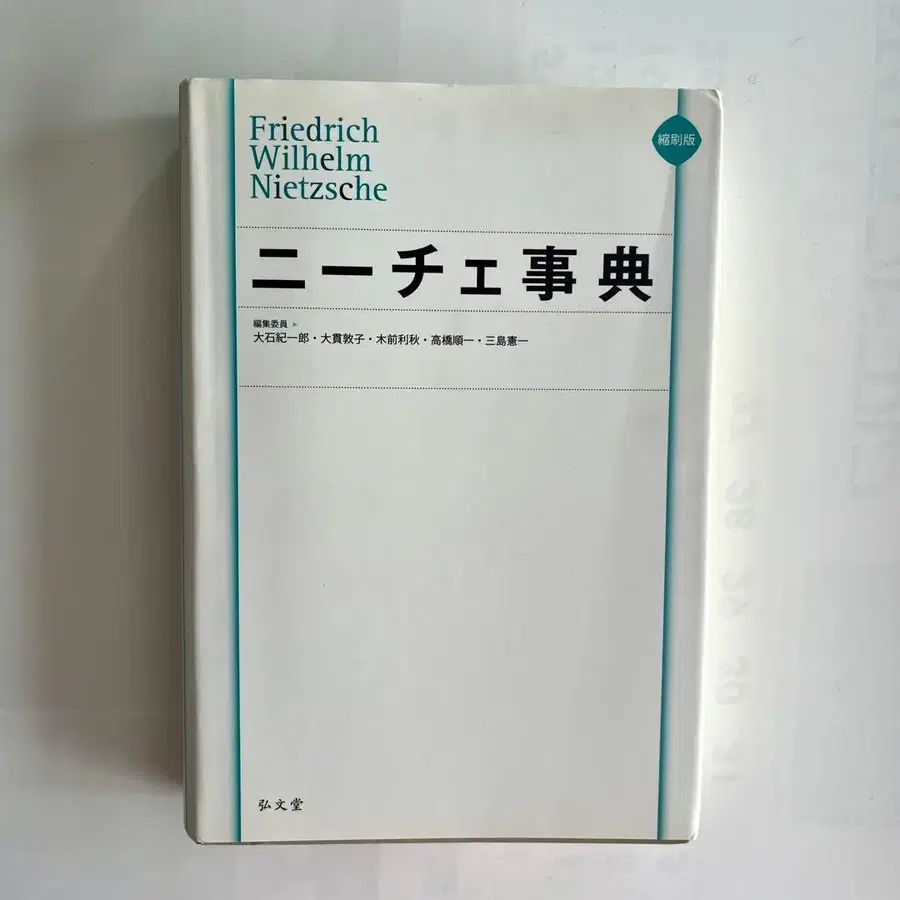 Friedrich
Wilhelm
Nietzsche
縮刷版
ニーチェ事典
編集委員
大石紀一郎・大貫敦子・木前利秋・高橋順一・三島憲一
弘文堂